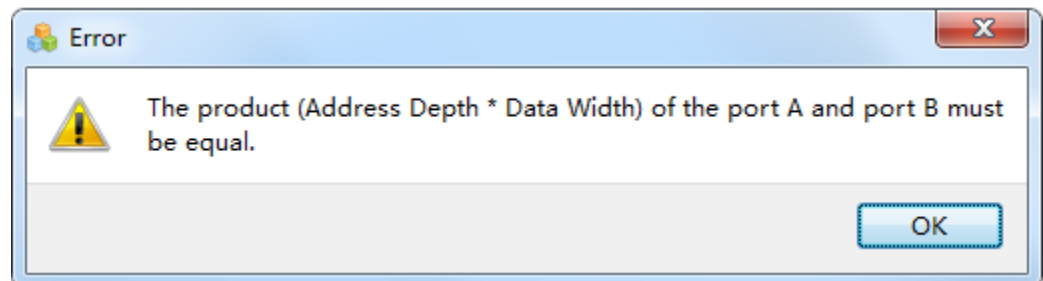 Error
The product (Address Depth * Data Width) of the port A and port B must
be equal.
OK